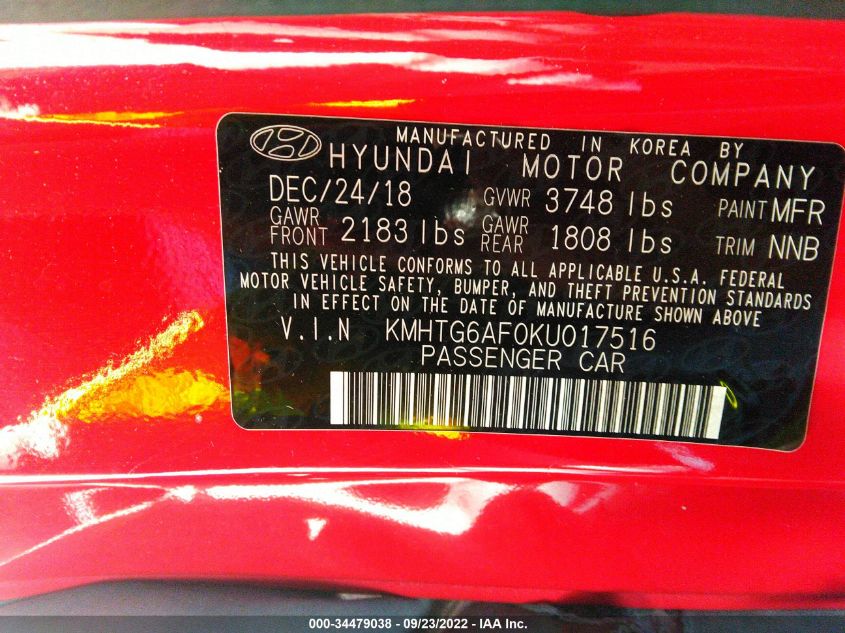 MANUFACTURED IN KOREA BY
HYUNDAI MOTOR COMPANY
DEC/24/18 GVWR 3748 lbs PAINT MFR
GAWR FRONT 2183 lbs GAWR REAR 1808 lbs TRIM NNB
THIS VEHICLE CONFORMS TO ALL APPLICABLE U.S.A. FEDERAL
MOTOR VEHICLE SAFETY, BUMPER, AND THEFT PREVENTION STANDARDS
IN EFFECT ON THE DATE OF MANUFACTURE SHOWN ABOVE
V.I.N KMHTG6AF0KU017516
PASSENGER CAR
000-34479038 - 09/23/2022 - IAA Inc.